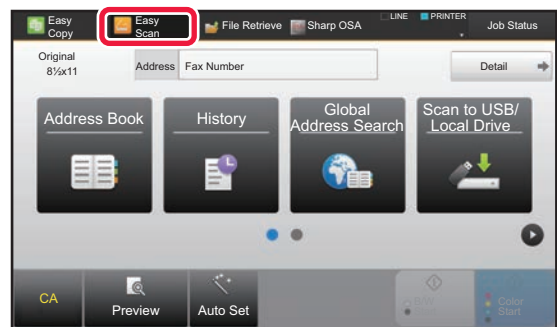 Easy Copy
Easy Scan
File Retrieve
Sharp OSA
LINE
PRINTER
Job Status
Original
8½x11
Address
Fax Number
Detail
Address Book
History
Global Address Search
Scan to USB/ Local Drive
CA
Preview
Auto Set
B/W Start
Color Start